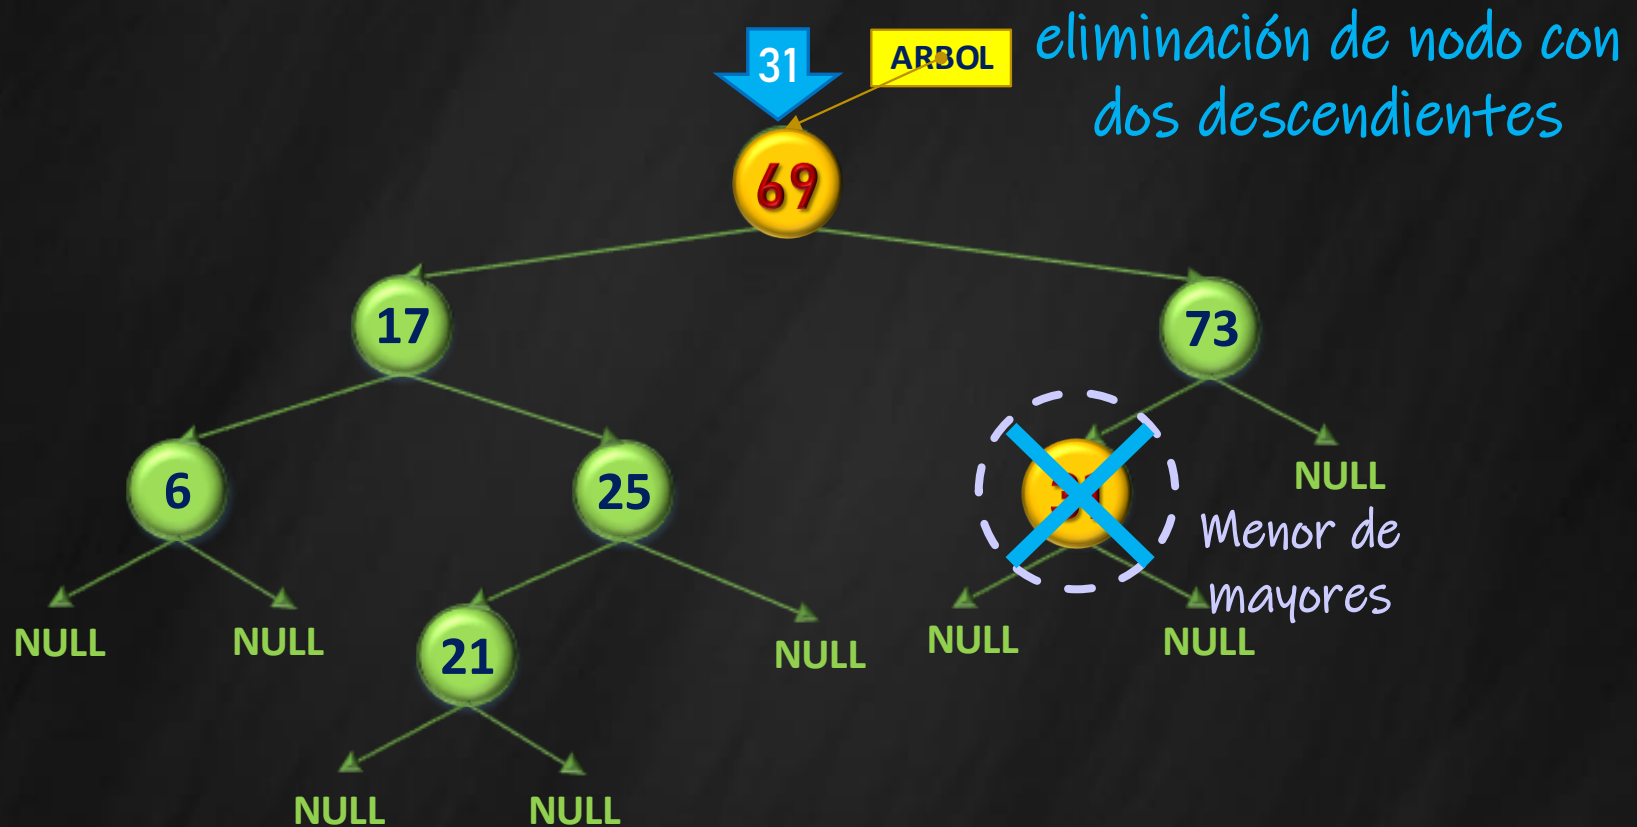 eliminación de nodo con
dos descendientes
31
ARBOL
69
17
73
6
25
NULL
Menor de
mayores
NULL
NULL
21
NULL
NULL
NULL
NULL
NULL